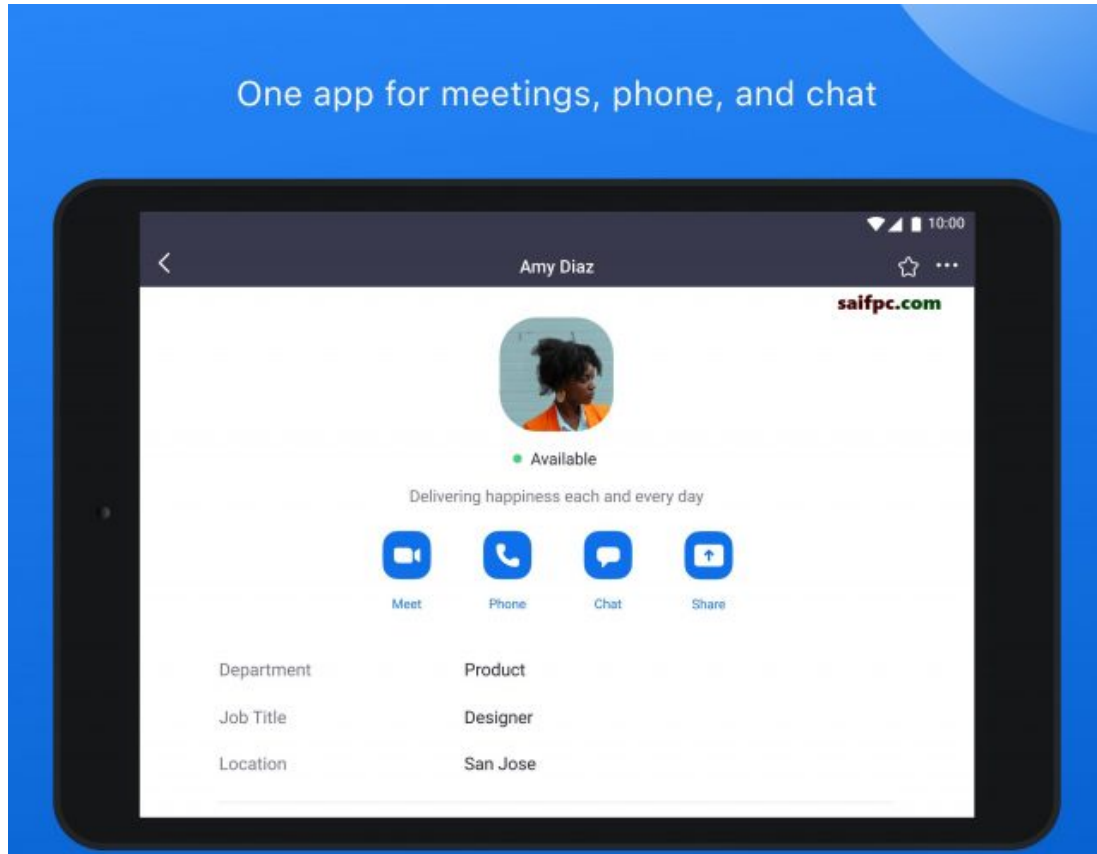 One app for meetings, phone, and chat
10:00
Amy Diaz
saifpc.com
Available
Delivering happiness each and every day
Meet Phone Chat Share
Department Product
Job Title Designer
Location San Jose